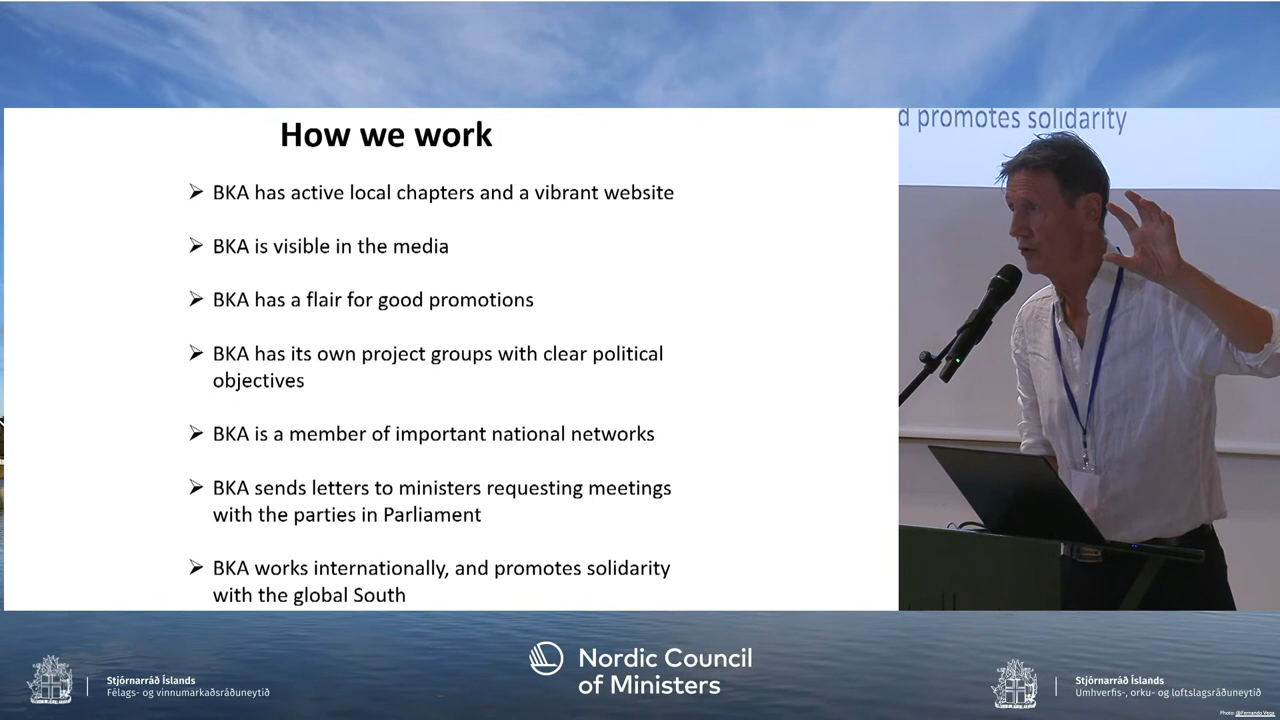 How we work
➢ BKA has active local chapters and a vibrant website
➢ BKA is visible in the media
➢ BKA has a flair for good promotions
➢ BKA has its own project groups with clear political
objectives
➢ BKA is a member of important national networks
➢ BKA sends letters to ministers requesting meetings
with the parties in Parliament
➢ BKA works internationally, and promotes solidarity
with the global South
d promotes solidarity
Stjórnarráð Íslands
Félags- og vinnumarkaðsráðuneytið
Nordic Council
of Ministers
Stjórnarráð Íslands
Umhverfis-, orku- og loftslagsráðuneytið
Photo: @Fernando Vega